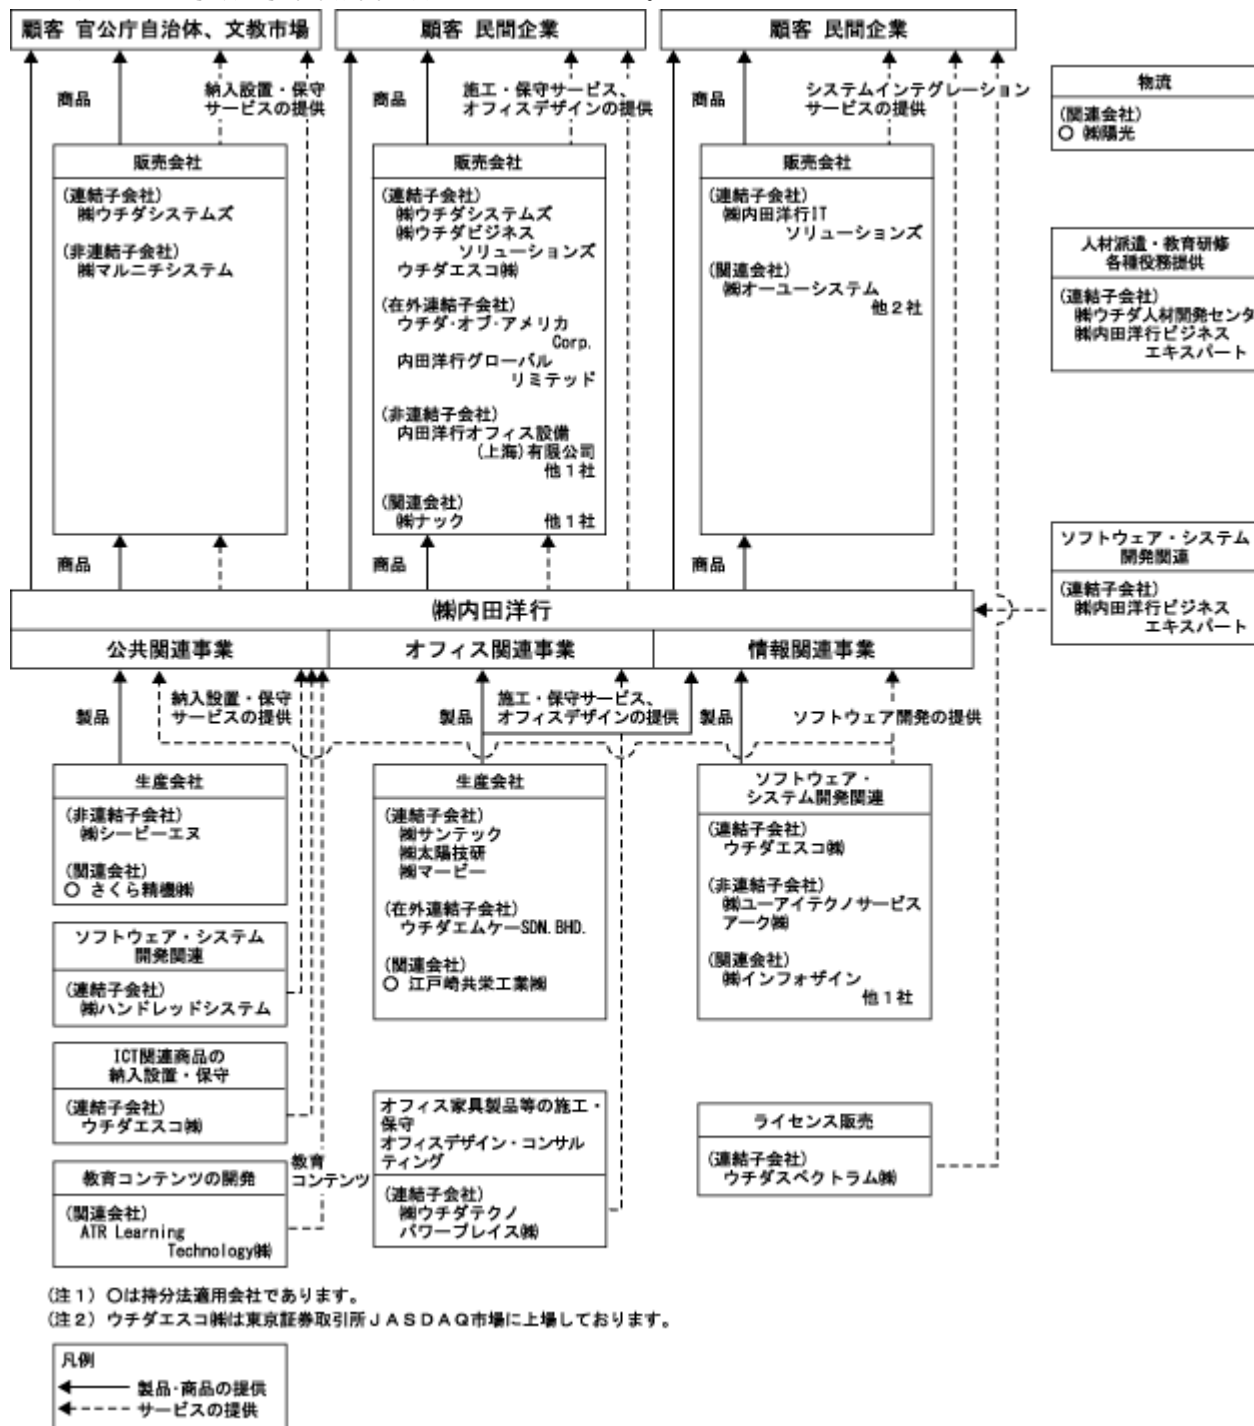 顧客 官公庁自治体、文教市場
顧客 民間企業
顧客 民間企業
商品
納入設置・保守
サービスの提供
商品
施工・保守サービス、
オフィスデザインの提供
商品
システムインテグレーション
サービスの提供
物流
(関連会社)
○ ㈱陽光
販売会社
(連結子会社)
㈱ウチダシステムズ
(非連結子会社)
㈱マルニチシステム
販売会社
(連結子会社)
㈱ウチダシステムズ
㈱ウチダビジネス
ソリューションズ
ウチダエスコ㈱
(在外連結子会社)
ウチダ・オブ・アメリカ
Corp.
内田洋行グローバル
リミテッド
(非連結子会社)
内田洋行オフィス設備
(上海)有限公司
他1社
(関連会社)
㈱ナック 他1社
販売会社
(連結子会社)
㈱内田洋行IT
ソリューションズ
(関連会社)
㈱オーユーシステム
他2社
人材派遣・教育研修
各種役務提供
(連結子会社)
㈱ウチダ人材開発センタ
㈱内田洋行ビジネス
エキスパート
商品
商品
商品
ソフトウェア・システム
開発関連
(連結子会社)
㈱内田洋行ビジネス
エキスパート
㈱内田洋行
公共関連事業
オフィス関連事業
情報関連事業
製品
納入設置・保守
サービスの提供
製品
施工・保守サービス、
オフィスデザインの提供
製品
ソフトウェア開発の提供
生産会社
(非連結子会社)
㈱シービーエヌ
(関連会社)
○ さくら精機㈱
生産会社
(連結子会社)
㈱サンテック
㈱太陽技研
㈱マービー
(在外連結子会社)
ウチダエムケーSDN.BHD.
(関連会社)
○ 江戸崎共栄工業㈱
ソフトウェア・
システム開発関連
(連結子会社)
ウチダエスコ㈱
(非連結子会社)
㈱ユーアイテクノサービス
アーク㈱
(関連会社)
㈱インフォザイン
他1社
ソフトウェア・システム
開発関連
(連結子会社)
㈱ハンドレッドシステム
ICT関連商品の
納入設置・保守
(連結子会社)
ウチダエスコ㈱
教育コンテンツの開発
(関連会社)
ATR Learning
Technology㈱
教育
コンテンツ
オフィス家具製品等の施工・
保守
オフィスデザイン・コンサル
ティング
(連結子会社)
㈱ウチダテクノ
パワープレイス㈱
ライセンス販売
(連結子会社)
ウチダスペクトラム㈱
(注1) ○は持分法適用会社であります。
(注2) ウチダエスコ㈱は東京証券取引所JASDAQ市場に上場しております。
凡例
製品・商品の提供
サービスの提供